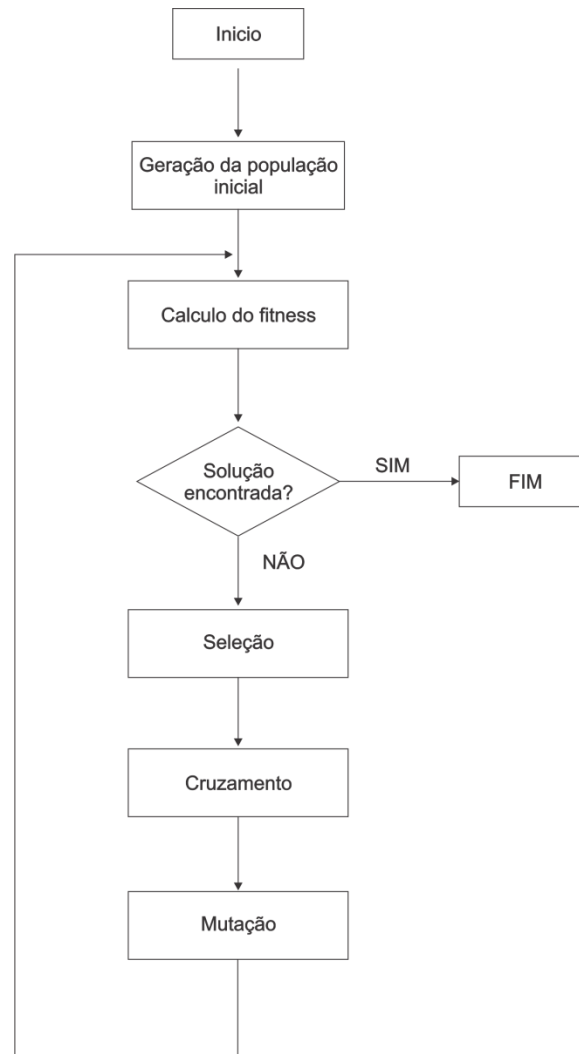 Inicio
Geração da população
inicial
Calculo do fitness
Solução
encontrada?
SIM
FIM
NÃO
Seleção
Cruzamento
Mutação